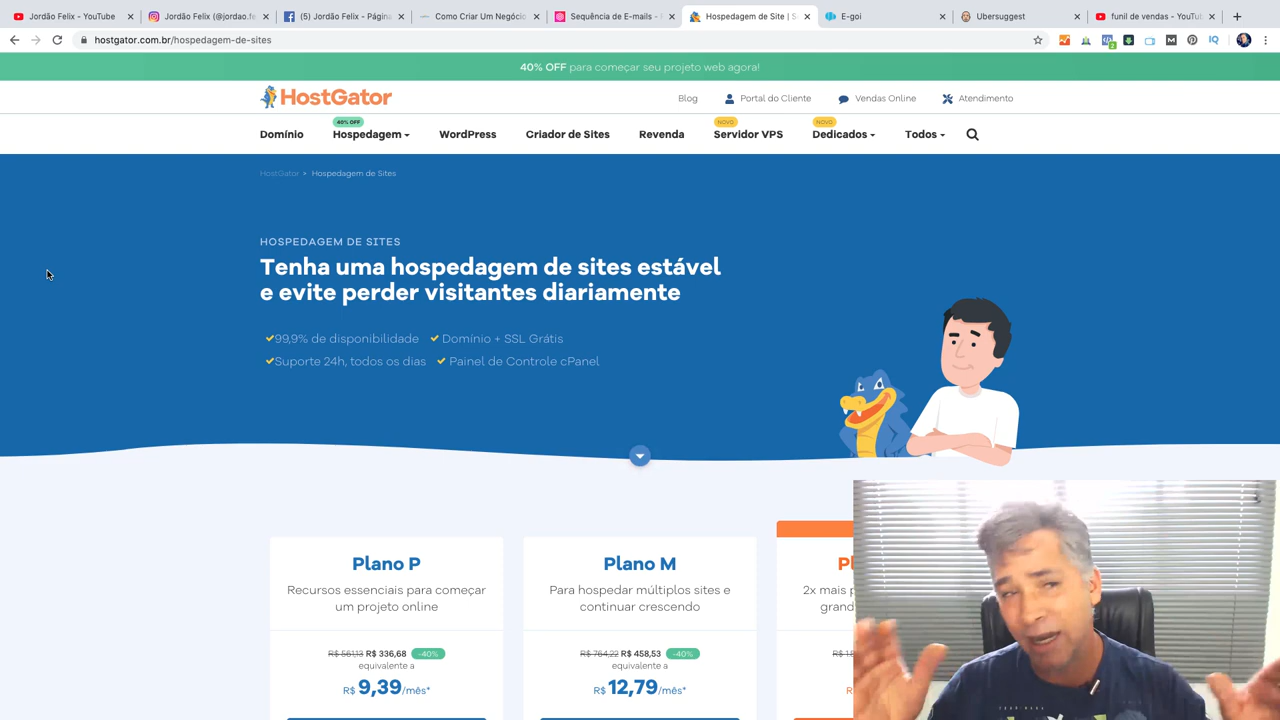 Jordão Felix - YouTube
Jordão Felix (@jordao.fe
(5) Jordão Felix - Página
Como Criar Um Negócio
Sequência de E-mails -
Hospedagem de Site | S
E-goi
Ubersuggest
funil de vendas - YouTu
hostgator.com.br/hospedagem-de-sites
40% OFF para começar seu projeto web agora!
HostGator
Blog
Portal do Cliente
Vendas Online
Atendimento
40% OFF
NOVO
NOVO
Domínio
Hospedagem
WordPress
Criador de Sites
Revenda
Servidor VPS
Dedicados
Todos
HostGator
Hospedagem de Sites
HOSPEDAGEM DE SITES
Tenha uma hospedagem de sites estável
e evite perder visitantes diariamente
99,9% de disponibilidade
Domínio + SSL Grátis
Suporte 24h, todos os dias
Painel de Controle cPanel
Plano P
Recursos essenciais para começar
um projeto online
R$ 561,13 R$ 336,68 -40%
equivalente a
R$ 9,39/mês*
Plano M
Para hospedar múltiplos sites e
continuar crescendo
R$ 764,22 R$ 458,53 -40%
equivalente a
R$ 12,79/mês*
Pl
2x mais p
grand
R$ 1.
R$